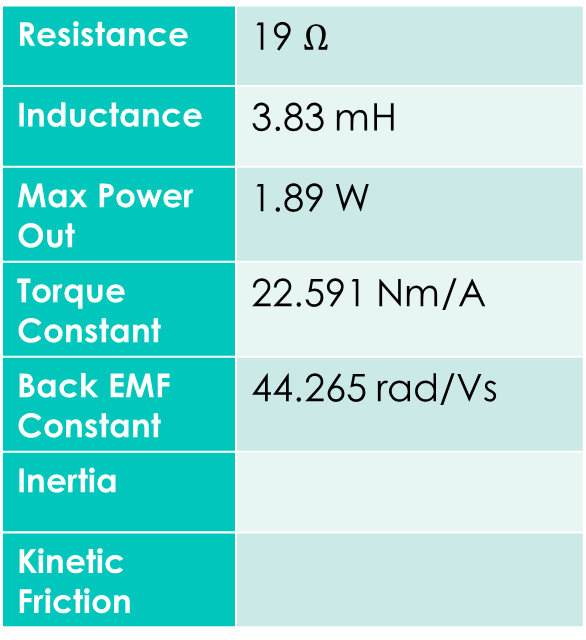 Resistance
19 Ω
Inductance
3.83 mH
Max Power
Out
1.89 W
Torque
Constant
22.591 Nm/A
Back EMF
Constant
44.265 rad/Vs
Inertia
Kinetic
Friction